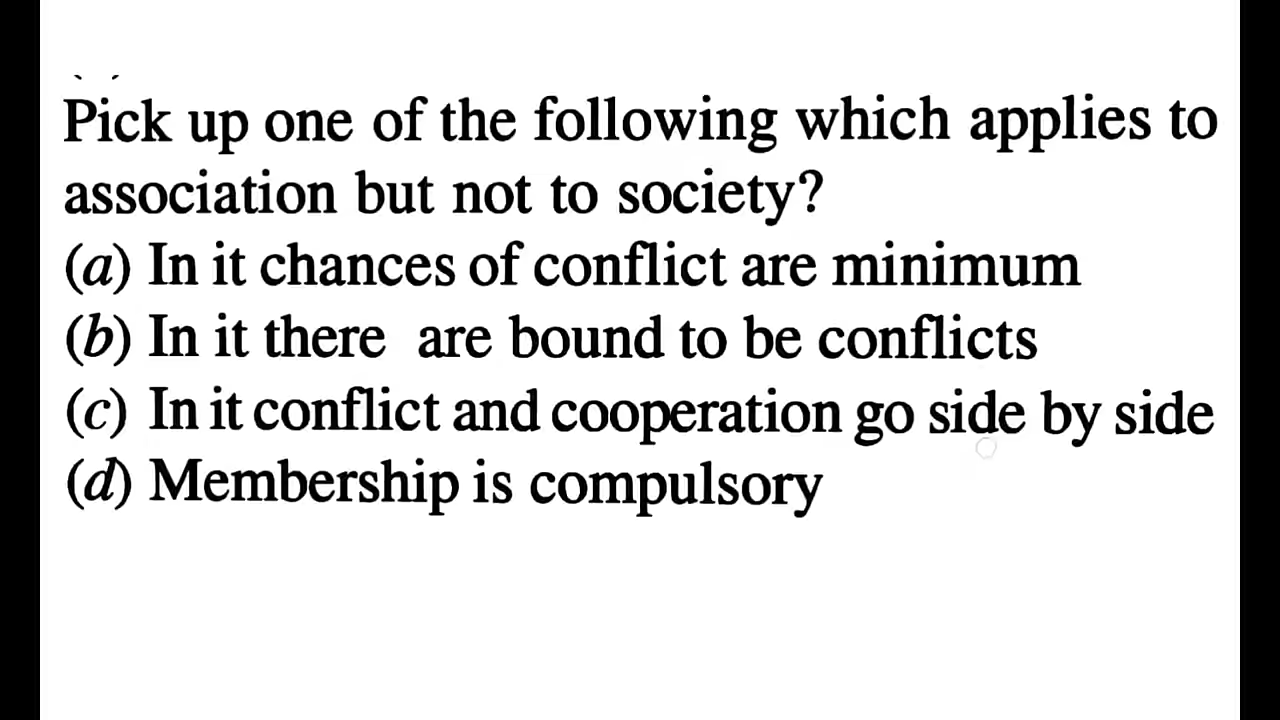 Pick up one of the following which applies to
association but not to society?
(a) In it chances of conflict are minimum
(b) In it there are bound to be conflicts
(c) In it conflict and cooperation go side by side
(d) Membership is compulsory